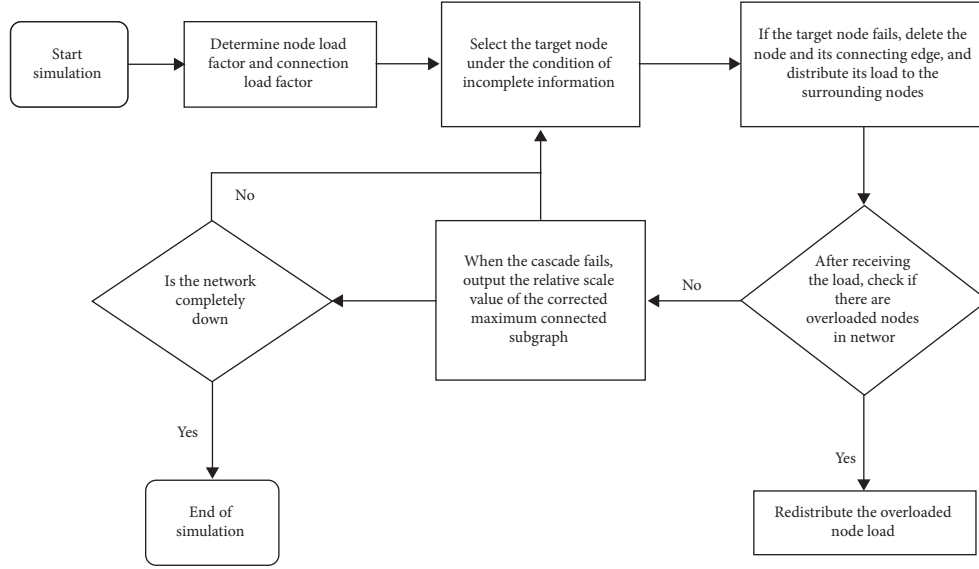 Start
simulation
Determine node load
factor and connection
load factor
Select the target node
under the condition of
incomplete information
If the target node fails, delete the
node and its connecting edge, and
distribute its load to the
surrounding nodes
After receiving
the load, check if
there are
overloaded nodes
in networ
No
Yes
Redistribute the overloaded
node load
When the cascade fails,
output the relative scale
value of the corrected
maximum connected
subgraph
Is the network
completely
down
No
Yes
End of
simulation